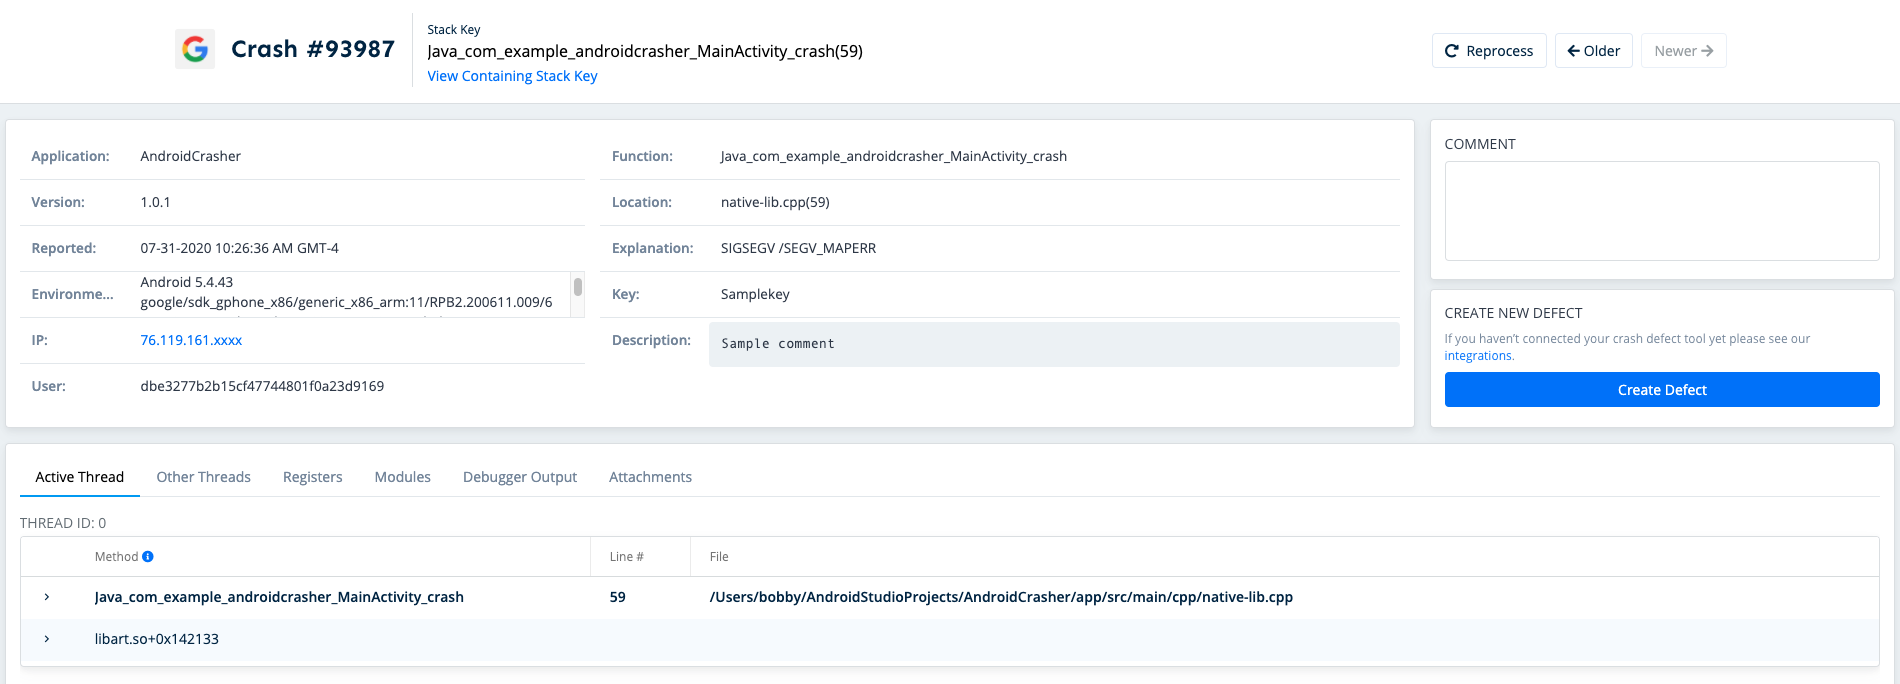 Crash #93987
Stack Key
Java_com_example_androidcrasher_MainActivity_crash(59)
View Containing Stack Key
Reprocess
Older
Newer
Application: AndroidCrasher
Version: 1.0.1
Reported: 07-31-2020 10:26:36 AM GMT-4
Environme... Android 5.4.43
google/sdk_gphone_x86/generic_x86_arm:11/RPB2.200611.009/6
IP: 76.119.161.xxxx
User: dbe3277b2b15cf47744801f0a23d9169
Function: Java_com_example_androidcrasher_MainActivity_crash
Location: native-lib.cpp(59)
Explanation: SIGSEGV /SEGV_MAPERR
Key: Samplekey
Description: Sample comment
COMMENT
CREATE NEW DEFECT
If you haven't connected your crash defect tool yet please see our
integrations.
Create Defect
Active Thread Other Threads Registers Modules Debugger Output Attachments
THREAD ID: 0
Method Line # File
Java_com_example_androidcrasher_MainActivity_crash 59 /Users/bobby/AndroidStudioProjects/AndroidCrasher/app/src/main/cpp/native-lib.cpp
libart.so+0x142133